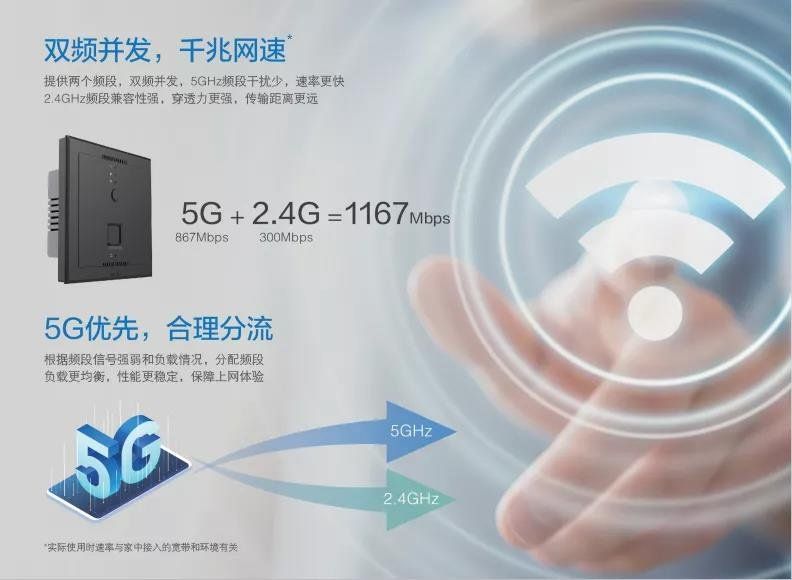 双频并发，千兆网速*
提供两个频段，双频并发，5GHz频段干扰少，速率更快
2.4GHz频段兼容性强，穿透力更强，传输距离更远
5G + 2.4G = 1167 Mbps
867Mbps 300Mbps
5G优先，合理分流
根据频段信号强弱和负载情况，分配频段
负载更均衡，性能更稳定，保障上网体验
5G
5GHz
2.4GHz
*实际使用时速率与家中接入的宽带和环境有关